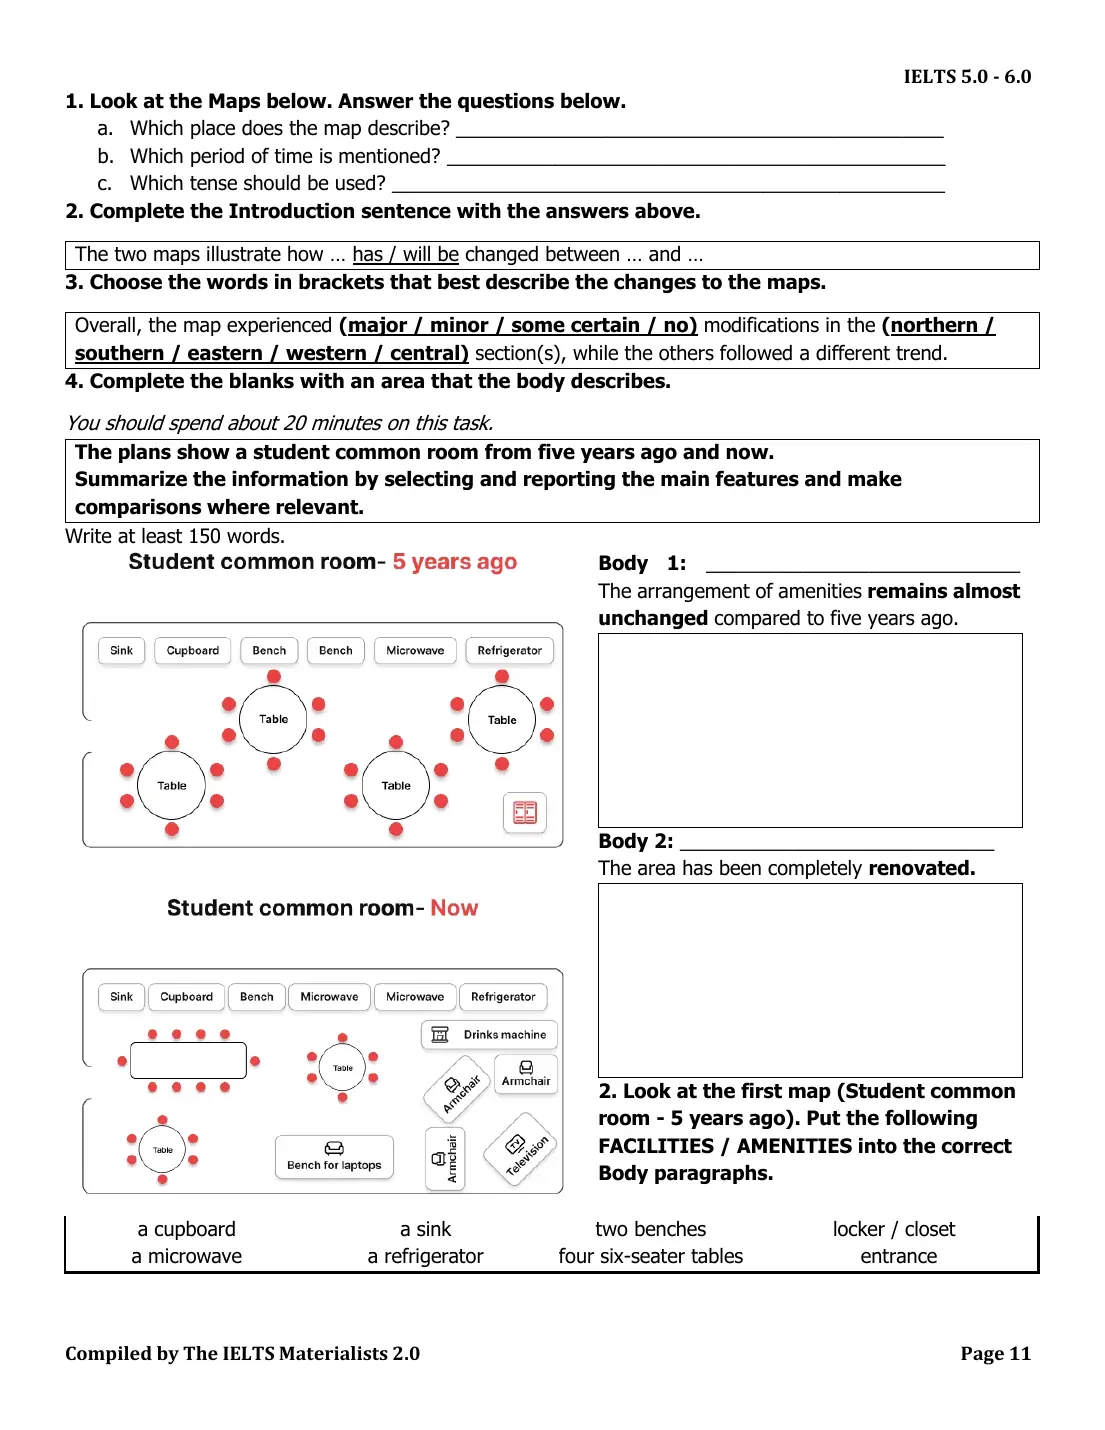 IELTS 5.0 - 6.0
1. Look at the Maps below. Answer the questions below.
a. Which place does the map describe? ______________________________________________
b. Which period of time is mentioned? _______________________________________________
c. Which tense should be used? ____________________________________________________
2. Complete the Introduction sentence with the answers above.
The two maps illustrate how ... has / will be changed between ... and ...
3. Choose the words in brackets that best describe the changes to the maps.
Overall, the map experienced (major / minor / some certain / no) modifications in the (northern /
southern / eastern / western / central) section(s), while the others followed a different trend.
4. Complete the blanks with an area that the body describes.
You should spend about 20 minutes on this task.
The plans show a student common room from five years ago and now.
Summarize the information by selecting and reporting the main features and make
comparisons where relevant.
Write at least 150 words.
Student common room- 5 years ago
Sink Cupboard Bench Bench Microwave Refrigerator
Table Table
Table Table
Student common room- Now
Sink Cupboard Bench Microwave Microwave Refrigerator
Drinks machine
Table
Armchair Armchair
Table
Bench for laptops
Armchair
Television
TV
Body 1: ______________________________
The arrangement of amenities remains almost
unchanged compared to five years ago.
Body 2: ______________________________
The area has been completely renovated.
2. Look at the first map (Student common
room - 5 years ago). Put the following
FACILITIES / AMENITIES into the correct
Body paragraphs.
a cupboard a sink two benches locker / closet
a microwave a refrigerator four six-seater tables entrance
Compiled by The IELTS Materialists 2.0 Page 11